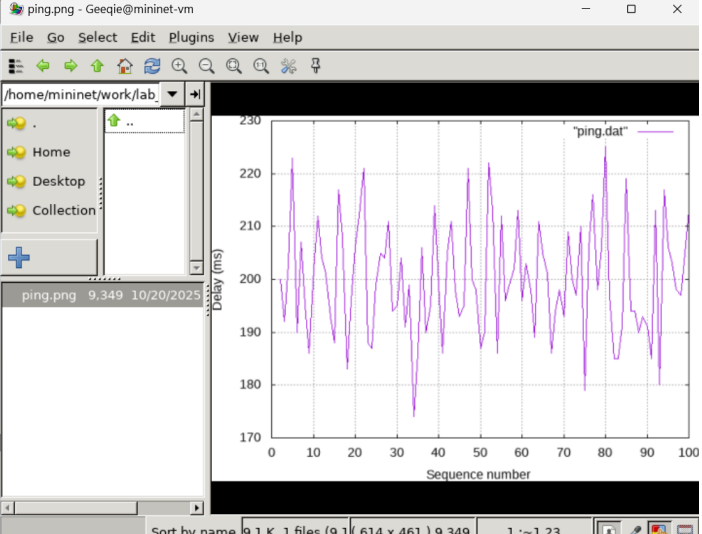 ping.png - Geeqie@mininet-vm
File Go Select Edit Plugins View Help
/home/mininet/work/lab_
.
..
Home
Desktop
Collection
ping.png 9,349 10/20/2025
230
220
210
200
190
180
170
0 10 20 30 40 50 60 70 80 90 100
Delay (ms)
Sequence number
"ping.dat"
Sort by name 9.1 K, 1 files (9.1 ( 614 x 461 ) 9,349 1 :~1.23